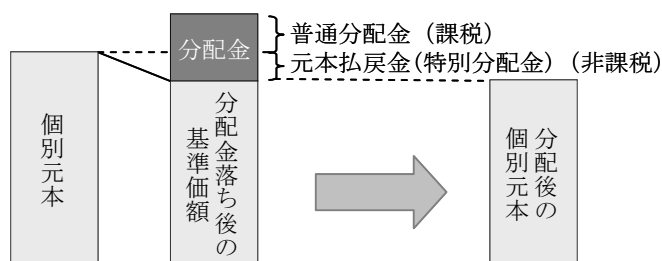 普通分配金（課税）
分配金
元本払戻金(特別分配金)（非課税）
個別元本
分配金落ち後の
基準価額
分配後の
個別元本